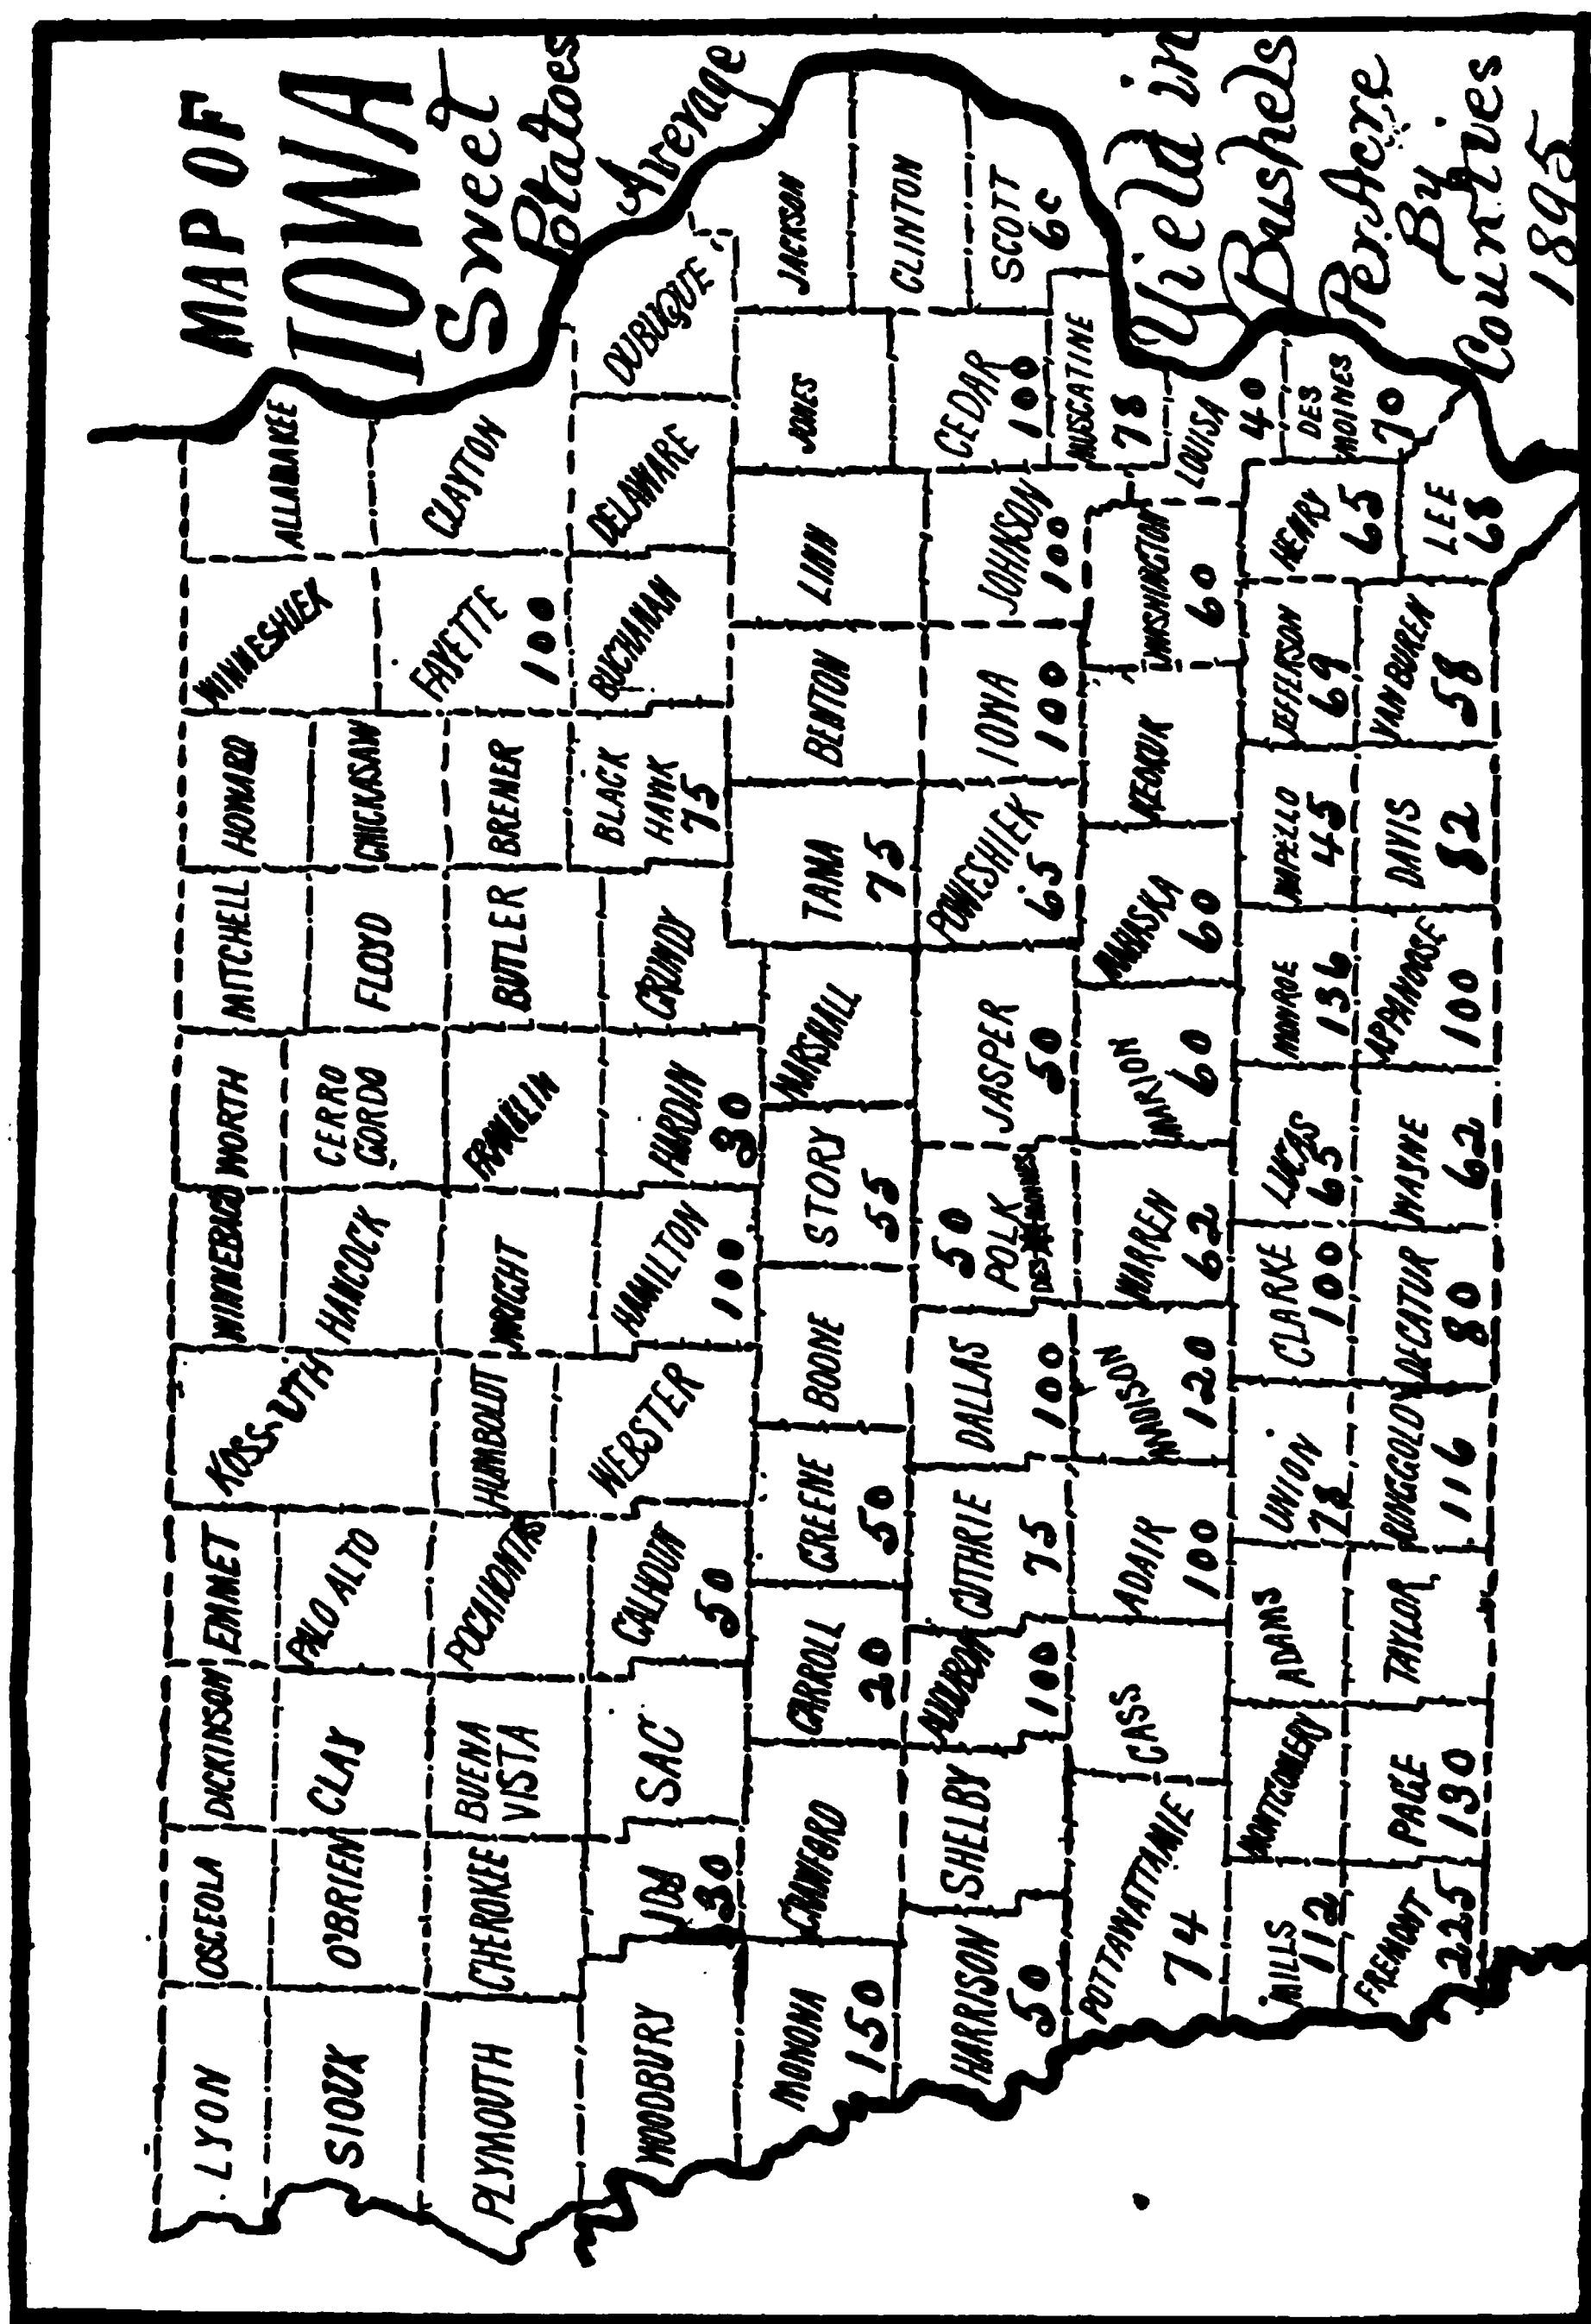 MAP OF
IOWA
Sweet
Potatoes
Average
Yield in
Bushels
Per Acre
By
Counties
1895
LYON
OSCEOLA
DICKINSON
EMMET
KOSSUTH
WINNEBAGO
WORTH
MITCHELL
HOWARD
WINNESHIEK
ALLAMAKEE
SIOUX
O'BRIEN
CLAY
PALO ALTO
HANCOCK
CERRO
GORDO
FLOYD
CHICKASAW
PLYMOUTH
CHEROKEE
BUENA
VISTA
POCAHONTAS
HUMBOLDT
WRIGHT
FRANKLIN
BUTLER
BREMER
FAYETTE
100
CLAYTON
WOODBURY
IDA
30
SAC
CALHOUN
50
WEBSTER
HAMILTON
100
HARDIN
30
GRUNDY
BLACK
HAWK
75
BUCHANAN
DELAWARE
DUBUQUE
MONONA
150
CRAWFORD
CARROLL
20
GREENE
50
BOONE
STORY
55
MARSHALL
TAMA
75
BENTON
LINN
JONES
JACKSON
CLINTON
HARRISON
50
SHELBY
AUDUBON
100
GUTHRIE
75
DALLAS
100
50
POLK
DES MOINES
JASPER
50
POWESHIEK
65
IOWA
100
JOHNSON
100
CEDAR
100
SCOTT
60
MUSCATINE
78
POTTAWATTAMIE
74
CASS
ADAIR
100
MADISON
120
WARREN
62
MARION
60
MAHASKA
60
KEOKUK
WASHINGTON
60
LOUISA
40
MILLS
112
MONTGOMERY
ADAMS
UNION
78
CLARKE
100
LUCAS
65
MONROE
136
WAPELLO
45
JEFFERSON
69
HENRY
65
DES
MOINES
70
FREMONT
225
PAGE
130
TAYLOR
RINGGOLD
116
DECATUR
80
WAYNE
62
APPANOOSE
100
DAVIS
82
VAN BUREN
58
LEE
68